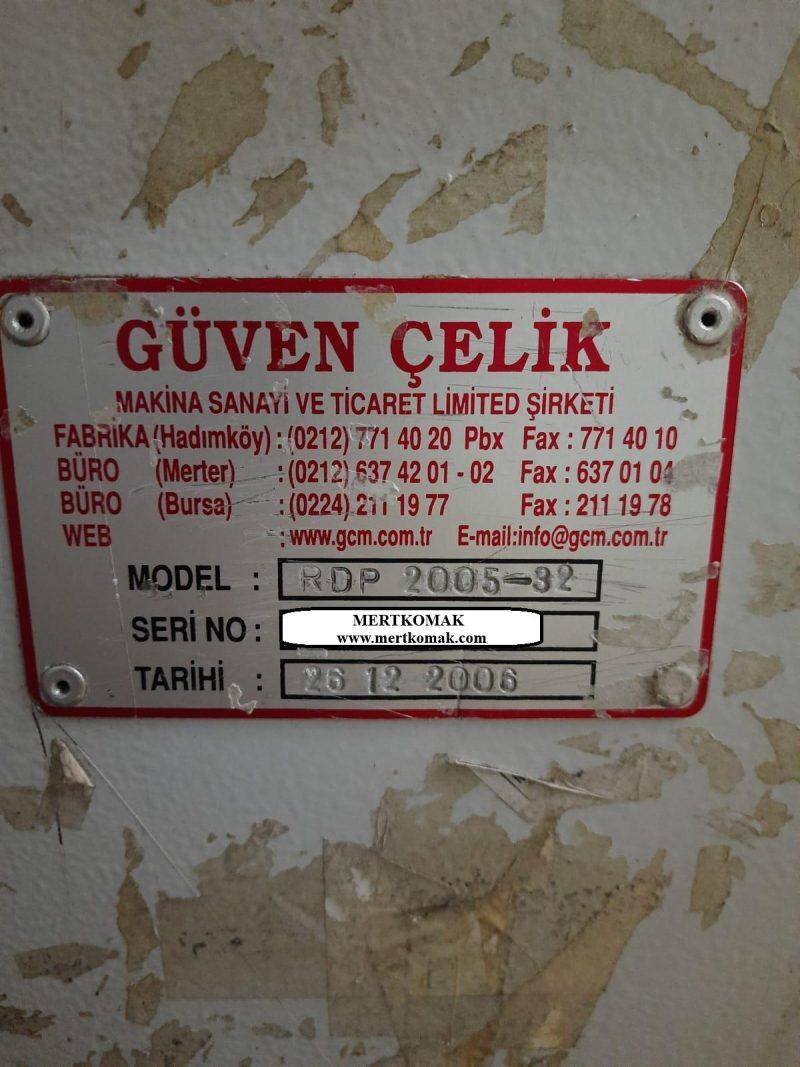 GÜVEN ÇELİK
MAKİNA SANAYİ VE TİCARET LİMİTED ŞİRKETİ
FABRİKA (Hadımköy) : (0212) 771 40 20 Pbx Fax : 771 40 10
BÜRO (Merter) : (0212) 637 42 01 - 02 Fax : 637 01 04
BÜRO (Bursa) : (0224) 211 19 77 Fax : 211 19 78
WEB : www.gcm.com.tr E-mail:info@gcm.com.tr
MODEL : RDP 2005-32
SERİ NO : MERTKOMAK
www.mertkomak.com
TARİHİ : 26 12 2006